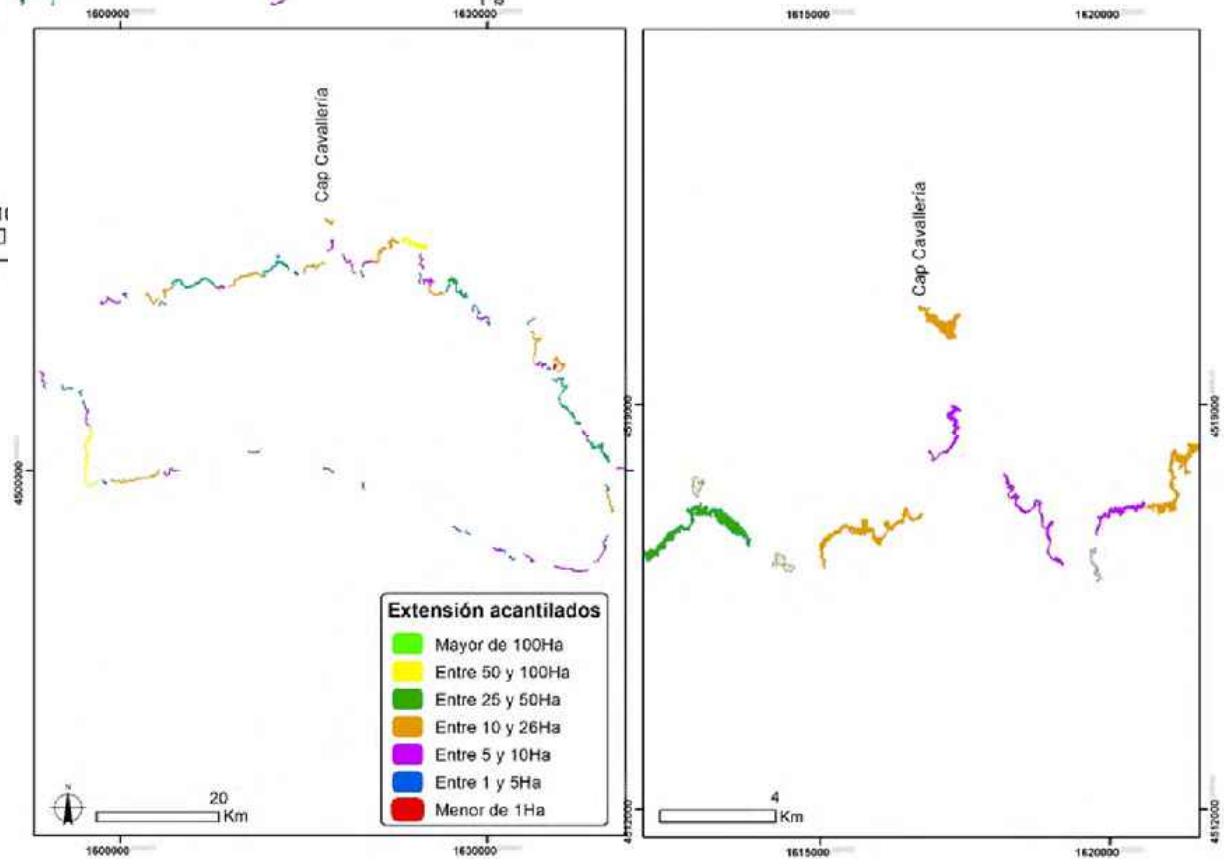 1600000
1630000
1615000
1620000
Cap Cavallería
Cap Cavallería
4500000
4519000
4519000
4512000
4512000
Extensión acantilados
Mayor de 100Ha
Entre 50 y 100Ha
Entre 25 y 50Ha
Entre 10 y 26Ha
Entre 5 y 10Ha
Entre 1 y 5Ha
Menor de 1Ha
N
20
Km
4
Km
1600000
1630000
1615000
1620000